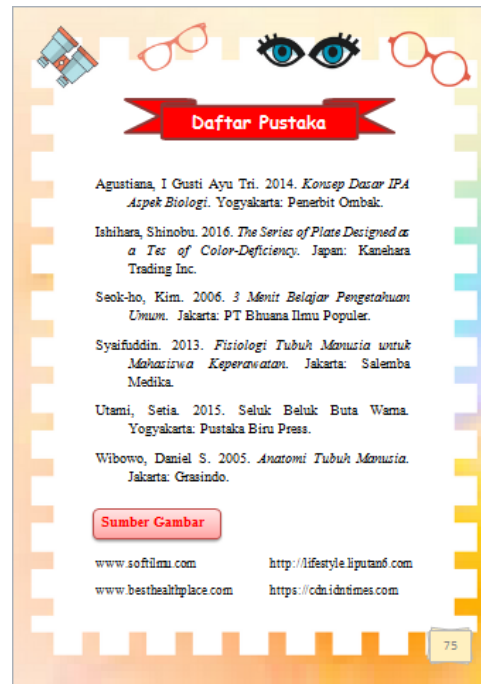 Daftar Pustaka
Agustiana, I Gusti Ayu Tri. 2014. Konsep Dasar IPA
Aspek Biologi. Yogyakarta: Penerbit Ombak.
Ishihara, Shinobu. 2016. The Series of Plate Designed as
a Tes of Color-Deficiency. Japan: Kanehara
Trading Inc.
Seok-ho, Kim. 2006. 3 Menit Belajar Pengetahuan
Umum. Jakarta: PT Bhuana Ilmu Populer.
Syaifuddin. 2013. Fisiologi Tubuh Manusia untuk
Mahasiswa Keperawatan. Jakarta: Salemba
Medika.
Utami, Setia. 2015. Seluk Beluk Buta Warna.
Yogyakarta: Pustaka Biru Press.
Wibowo, Daniel S. 2005. Anatomi Tubuh Manusia.
Jakarta: Grasindo.
Sumber Gambar
www.softilmu.com http://lifestyle.liputan6.com
www.besthealthplace.com https://cdn.idntimes.com
75